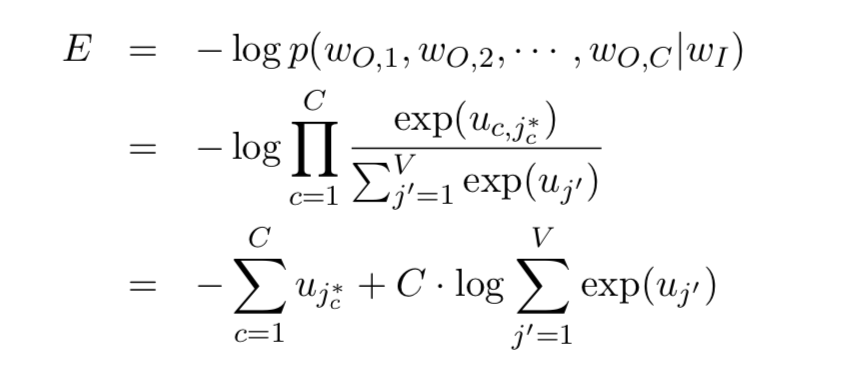 E = − log p(w_{O,1}, w_{O,2}, ⋯ , w_{O,C}|w_I)
= − log ∏_{c=1}^{C} \frac{exp(u_{c,j_c^*})}{∑_{j'=1}^{V} exp(u_{j'})}
= − ∑_{c=1}^{C} u_{j_c^*} + C · log ∑_{j'=1}^{V} exp(u_{j'})